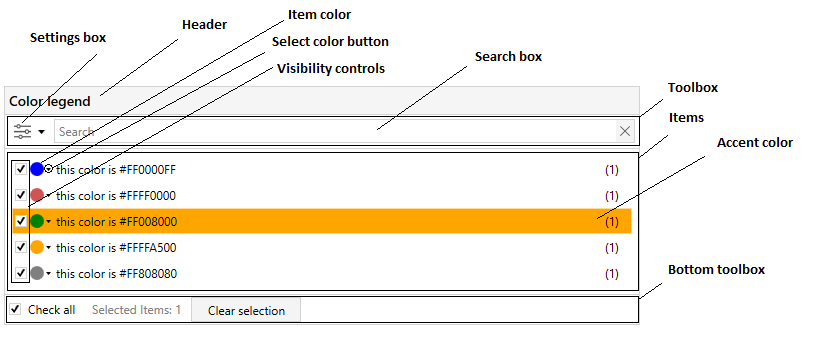 Item color
Header
Settings box
Select color button
Search box
Visibility controls
Toolbox
Color legend
Items
Search
Accent color
this color is #FF0000FF (1)
this color is #FFFF0000 (1)
this color is #FF008000 (1)
this color is #FFFFA500 (1)
this color is #FF808080 (1)
Bottom toolbox
Check all Selected Items: 1 Clear selection